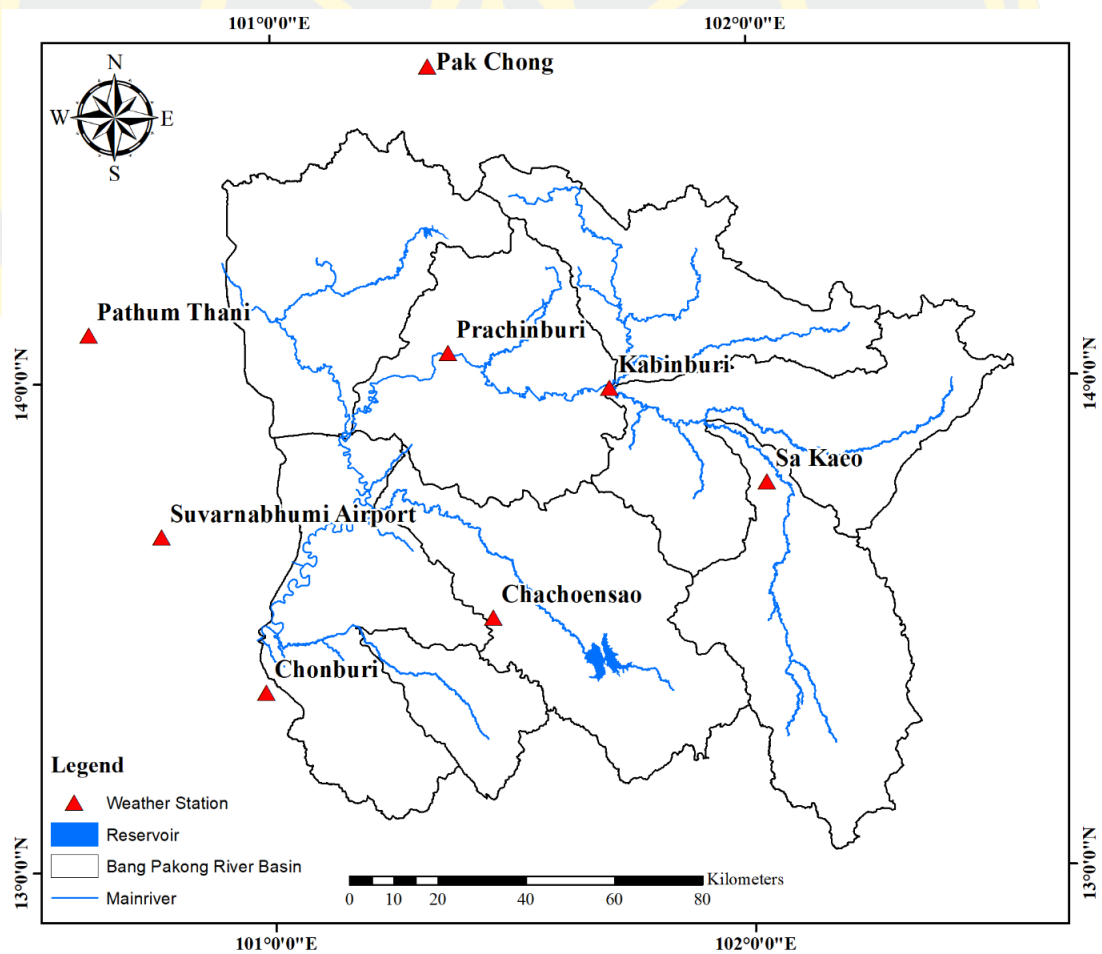 101°0'0"E
102°0'0"E
N
W
E
S
Pak Chong
Pathum Thani
Prachinburi
Kabinburi
14°0'0"N
14°0'0"N
Sa Kaeo
Suvarnabhumi Airport
Chachoensao
Chonburi
Legend
Weather Station
Reservoir
Bang Pakong River Basin
Mainriver
Kilometers
0 10 20 40 60 80
13°0'0"N
13°0'0"N
101°0'0"E
102°0'0"E